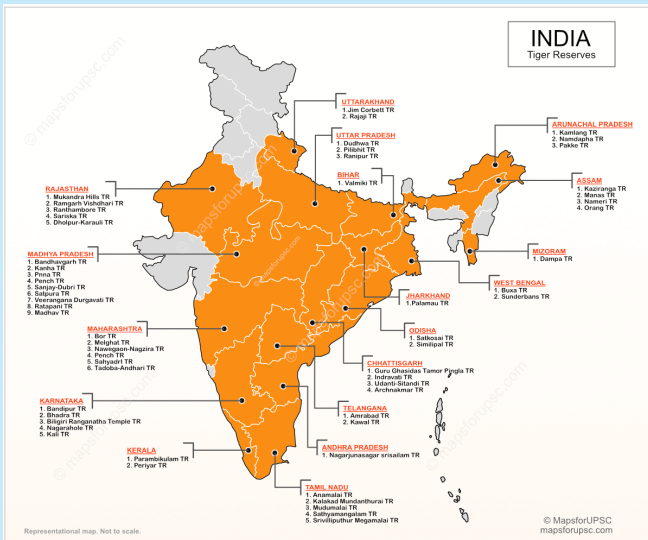 INDIA
Tiger Reserves
© mapsforupsc.com
UTTARAKHAND
1.Jim Corbett TR
2. Rajaji TR
UTTAR PRADESH
1. Dudhwa TR
2. Pilibhit TR
3. Ranipur TR
BIHAR
1. Valmiki TR
ARUNACHAL PRADESH
1. Kamlang TR
2. Namdapha TR
3. Pakke TR
ASSAM
1. Kaziranga TR
2. Manas TR
3. Nameri TR
4. Orang TR
RAJASTHAN
1. Mukandra Hills TR
2. Ramgarh Vishdhari TR
3. Ranthambore TR
4. Sariska TR
5. Dholpur-Karauli TR
MADHYA PRADESH
1. Bandhavgarh TR
2. Kanha TR
3. Pnna TR
4. Pench TR
5. Sanjay-Dubri TR
6. Satpura TR
7. Veerangana Durgavati TR
8. Ratapani TR
9. Madhav TR
MIZORAM
1. Dampa TR
WEST BENGAL
1. Buxa TR
2. Sunderbans TR
JHARKHAND
1.Palamau TR
MAHARASHTRA
1. Bor TR
2. Melghat TR
3. Nawegaon-Nagzira TR
4. Pench TR
5. Sahyadri TR
6. Tadoba-Andhari TR
ODISHA
1. Satkosai TR
2. Similipal TR
CHHATTISGARH
1. Guru Ghasidas Tamor Pingla TR
2. Indravati TR
3. Udanti-Sitandi TR
4. Archnakmar TR
KARNATAKA
1. Bandipur TR
2. Bhadra TR
3. Biligiri Ranganatha Temple TR
4. Nagarahole TR
5. Kali TR
TELANGANA
1. Amrabad TR
2. Kawal TR
KERALA
1. Parambikulam TR
2. Periyar TR
ANDHRA PRADESH
1. Nagarjunasagar srisailam TR
TAMIL NADU
1. Anamalai TR
2. Kalakad Mundanthurai TR
3. Mudumalai TR
4. Sathyamangalam TR
5. Srivilliputhur Megamalai TR
Representational map. Not to scale.
© MapsforUPSC
mapsforupsc.com